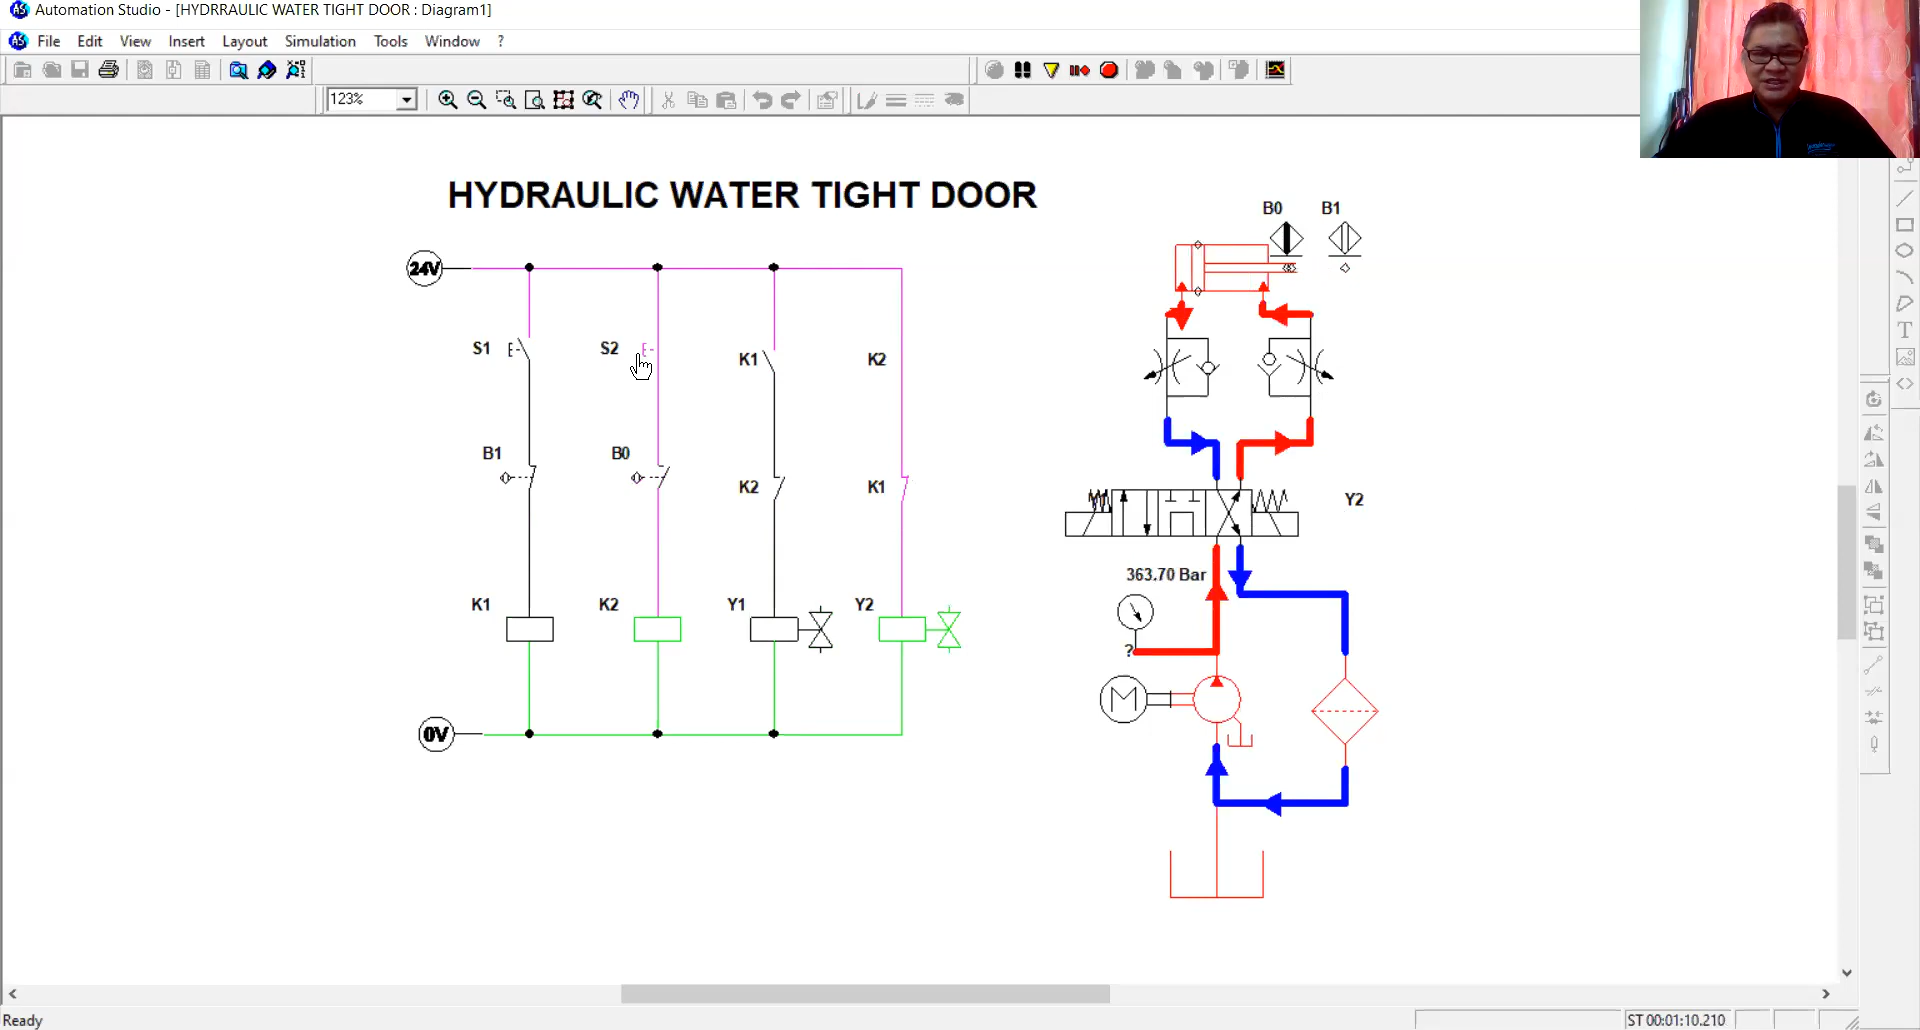 Automation Studio - [HYDRRAULIC WATER TIGHT DOOR : Diagram1]
File Edit View Insert Layout Simulation Tools Window ?
123%
HYDRAULIC WATER TIGHT DOOR
B0 B1
24V
S1 S2 K1 K2
B1 B0 K2 K1
Y2
363.70 Bar
K1 K2 Y1 Y2
?
M
0V
Ready
ST 00:01:10.210